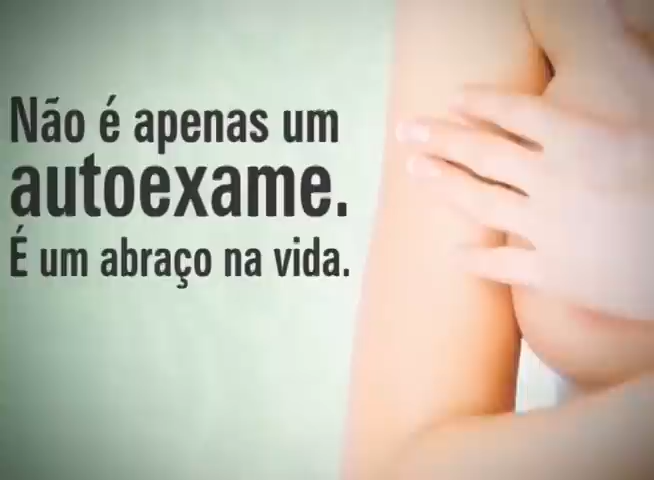 Não é apenas um
autoexame.
É um abraço na vida.